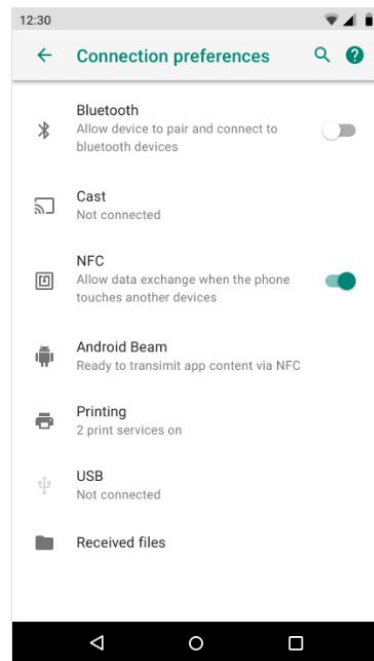 12:30
Connection preferences
Bluetooth
Allow device to pair and connect to
bluetooth devices
Cast
Not connected
NFC
Allow data exchange when the phone
touches another devices
Android Beam
Ready to transimit app content via NFC
Printing
2 print services on
USB
Not connected
Received files